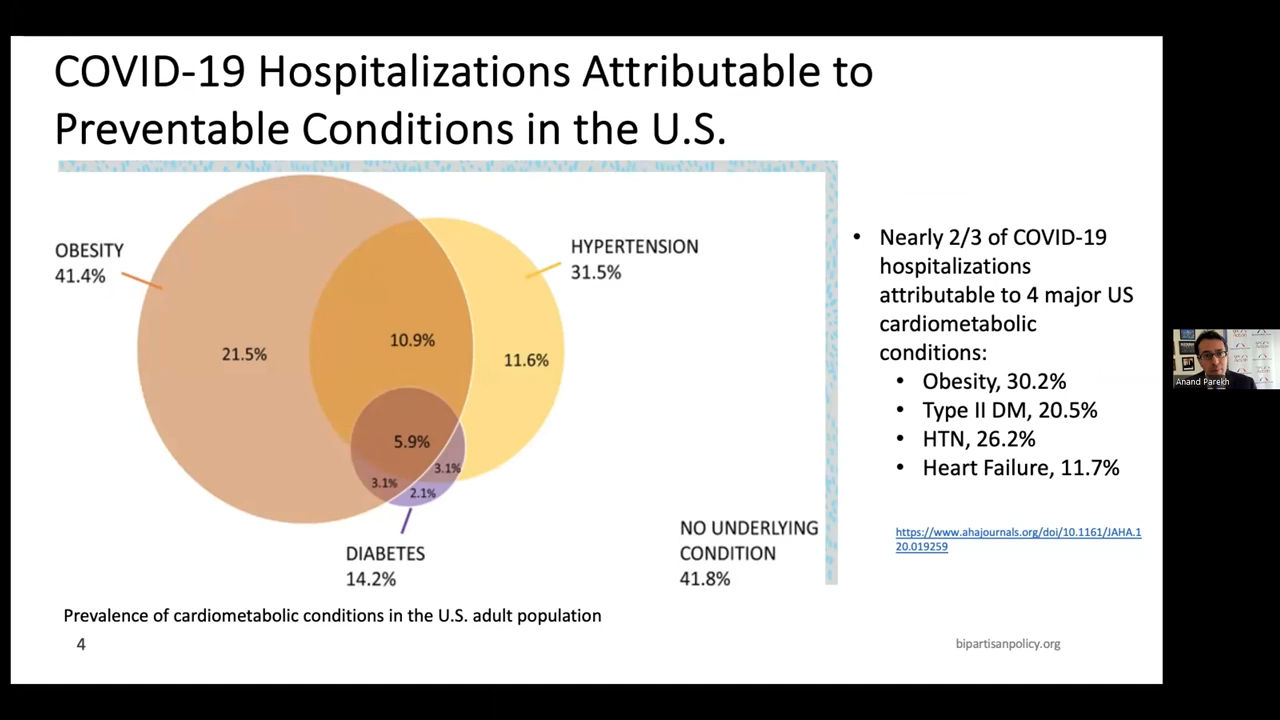 COVID-19 Hospitalizations Attributable to
Preventable Conditions in the U.S.
OBESITY
41.4%
HYPERTENSION
31.5%
21.5%
10.9%
11.6%
5.9%
3.1%
3.1%
2.1%
DIABETES
14.2%
NO UNDERLYING
CONDITION
41.8%
Prevalence of cardiometabolic conditions in the U.S. adult population
• Nearly 2/3 of COVID-19
hospitalizations
attributable to 4 major US
cardiometabolic
conditions:
• Obesity, 30.2%
• Type II DM, 20.5%
• HTN, 26.2%
• Heart Failure, 11.7%
https://www.ahajournals.org/doi/10.1161/JAHA.1
20.019259
4
bipartisanpolicy.org
Anand Parekh